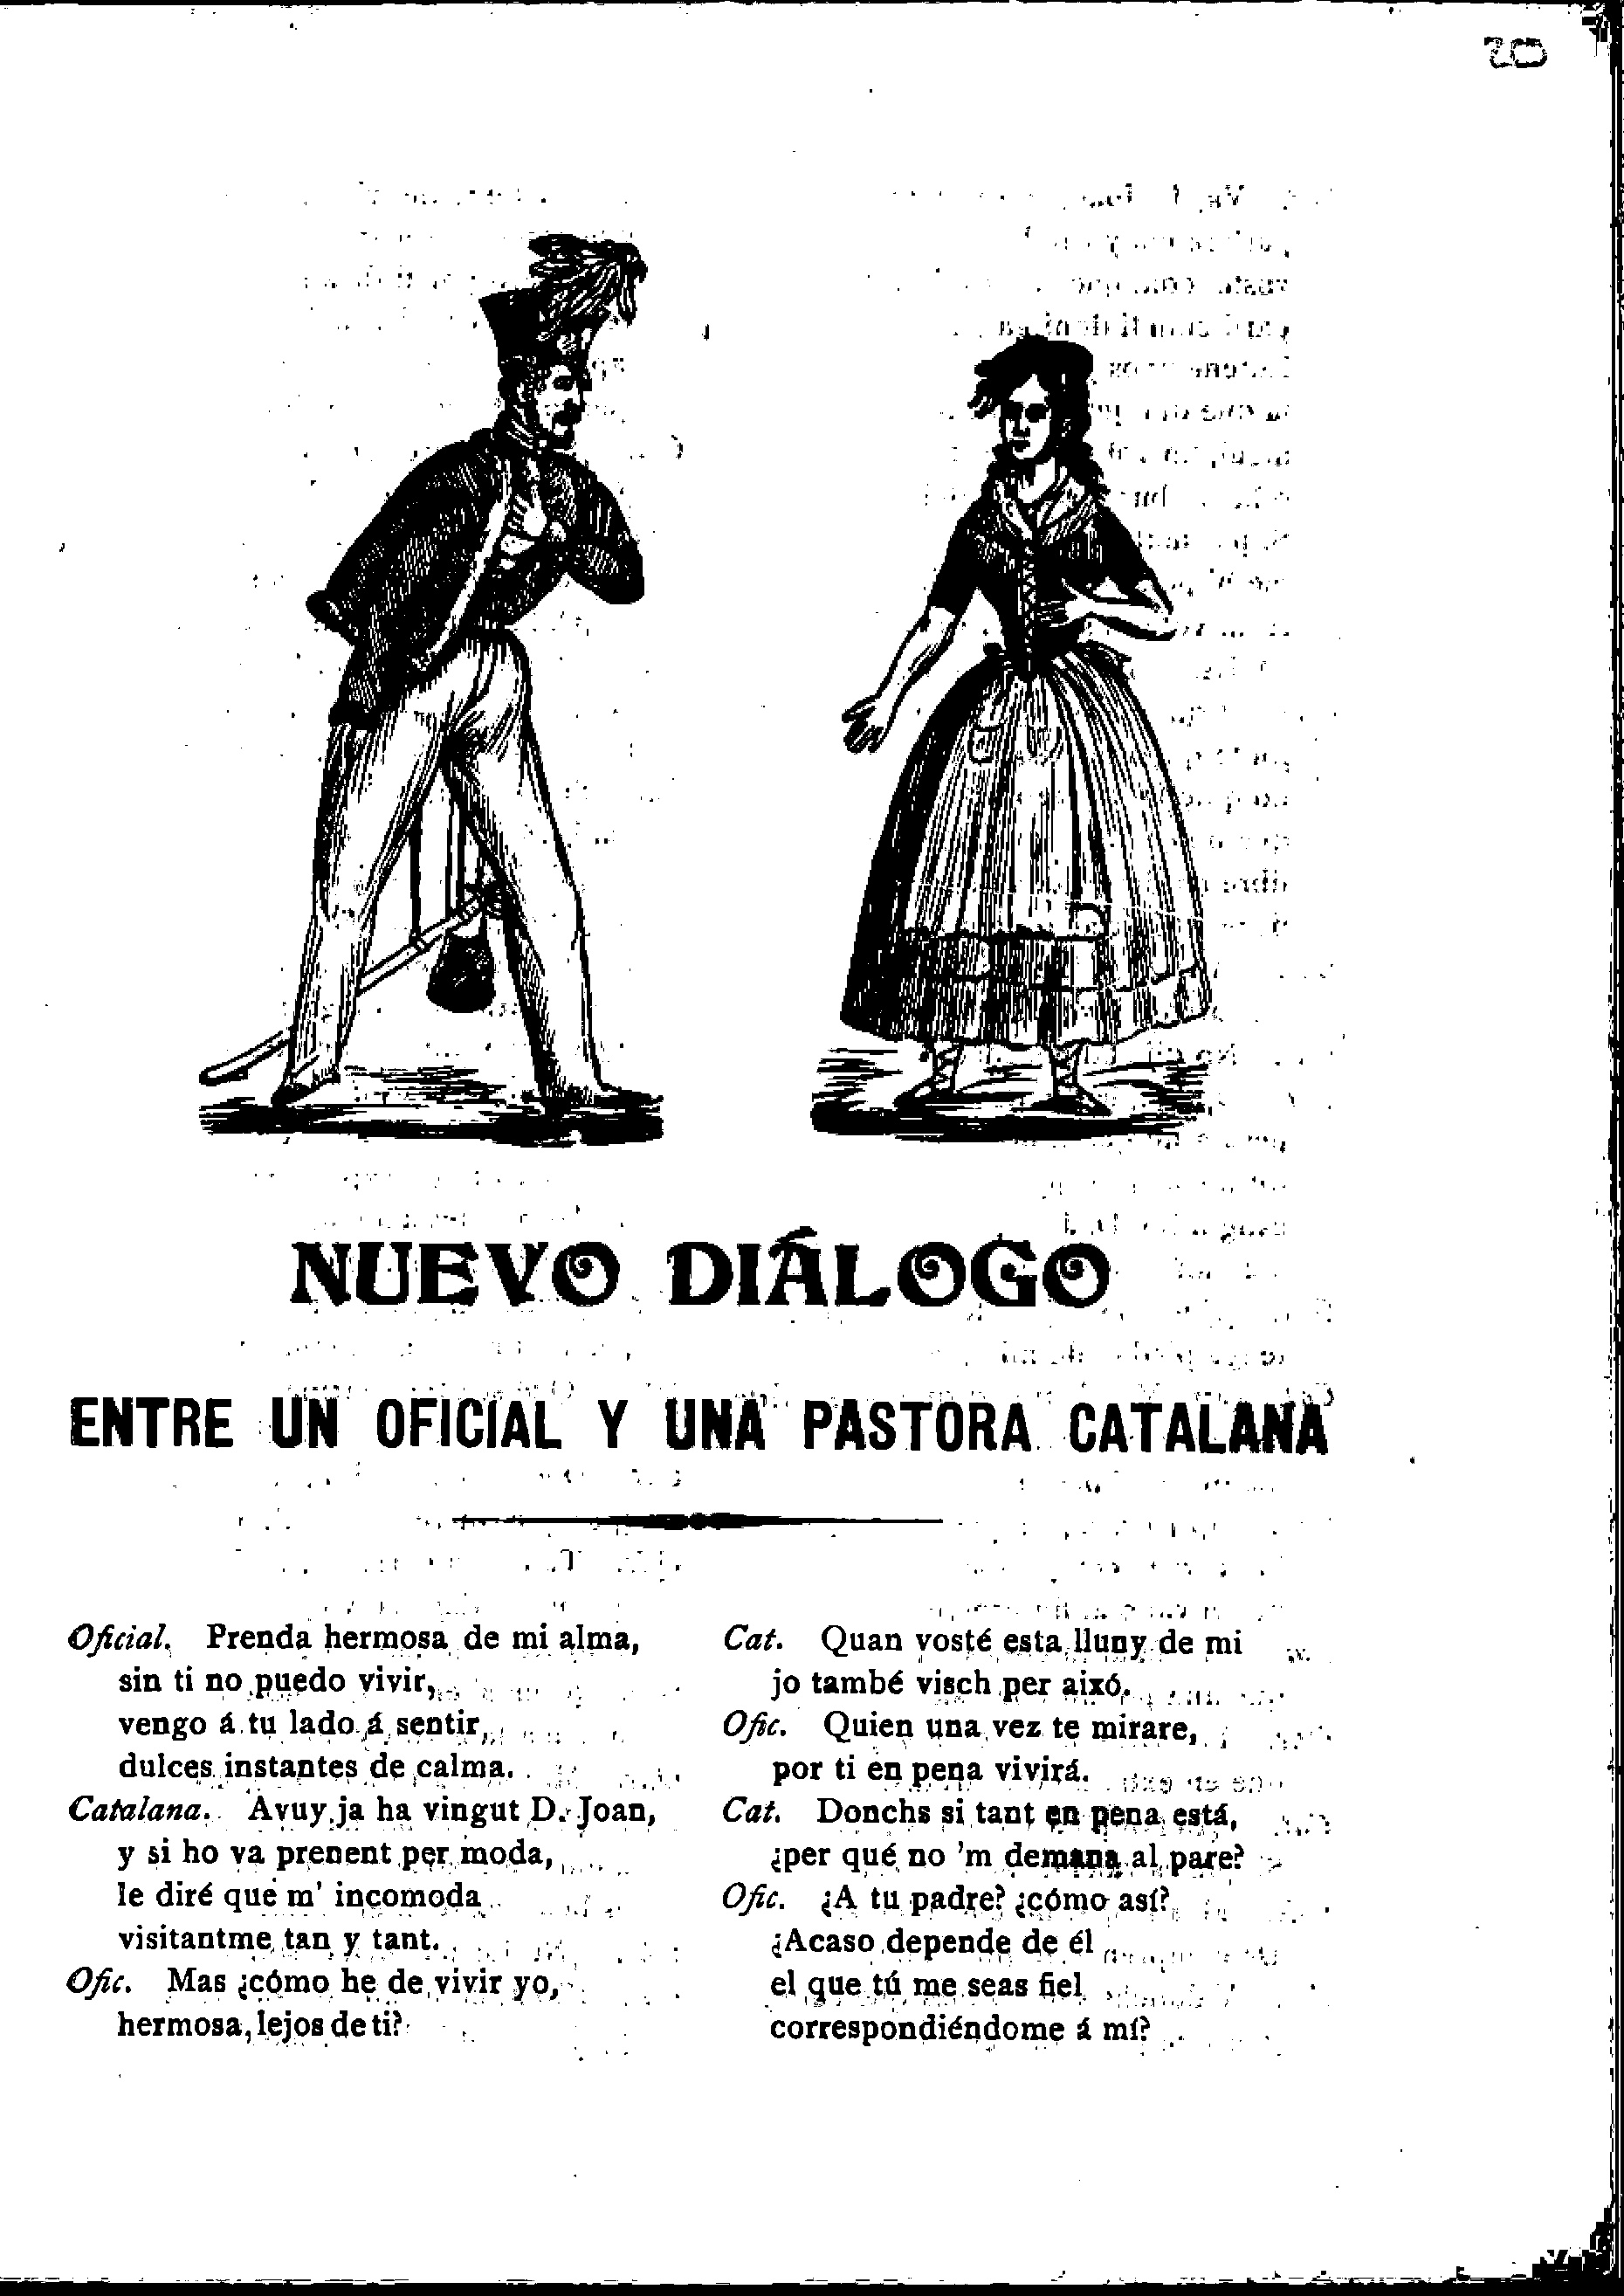 20
NUEVO DIÁLOGO
ENTRE UN OFICIAL Y UNA PASTORA CATALANA
Oficial. Prenda hermosa de mi alma,
sin ti no puedo vivir,
vengo á tu lado á sentir,
dulces instantes de calma.
Catalana. Avuy ja ha vingut D. Joan,
y si ho va prenent per moda,
le diré que m' incomoda
visitantme tan y tant.
Ofic. Mas ¿cómo he de vivir yo,
hermosa, lejos de ti?
Cat. Quan vosté esta lluny de mi
jo també visch per aixó.
Ofic. Quien una vez te mirare,
por ti en pena vivirá.
Cat. Donchs si tant en pena está,
¿per qué no 'm demana al pare?
Ofic. ¿A tu padre? ¿cómo así?
¿Acaso depende de él
el que tú me seas fiel
correspondiéndome á mí?